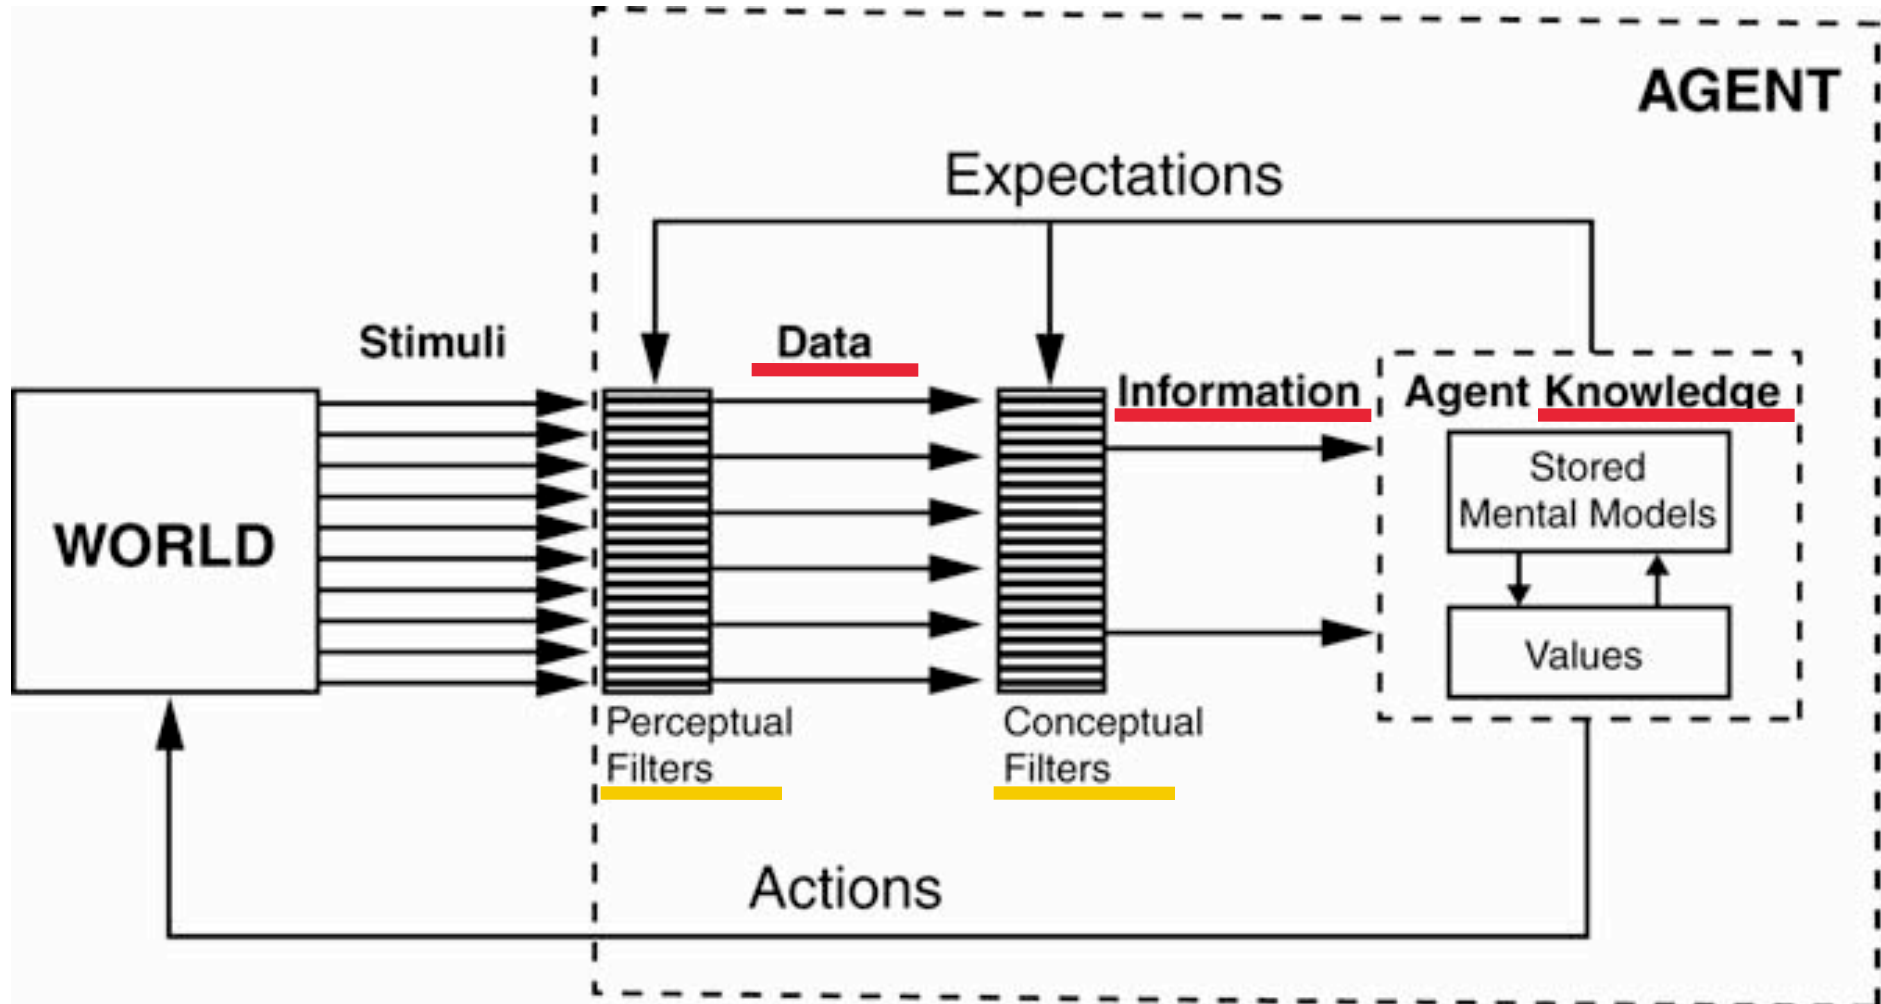 AGENT
Expectations
Stimuli
Data
Information
Agent Knowledge
Stored
Mental Models
WORLD
Values
Perceptual
Filters
Conceptual
Filters
Actions